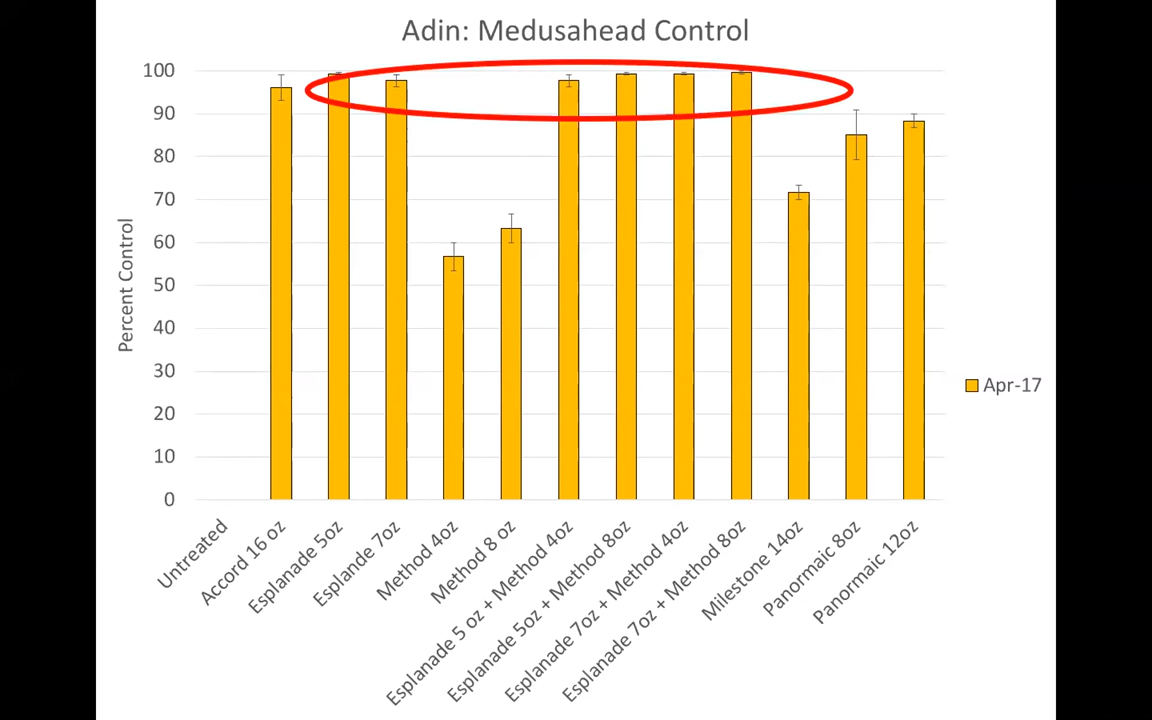 Adin: Medusahead Control
Percent Control
100
90
80
70
60
50
40
30
20
10
0
Untreated
Accord 16 oz
Esplanade 5oz
Esplande 7oz
Method 4oz
Method 8 oz
Esplanade 5 oz + Method 4oz
Esplanade 5oz + Method 8oz
Esplanade 7oz + Method 4oz
Esplanade 7oz + Method 8oz
Milestone 14oz
Panormaic 8oz
Panormaic 12oz
Apr-17